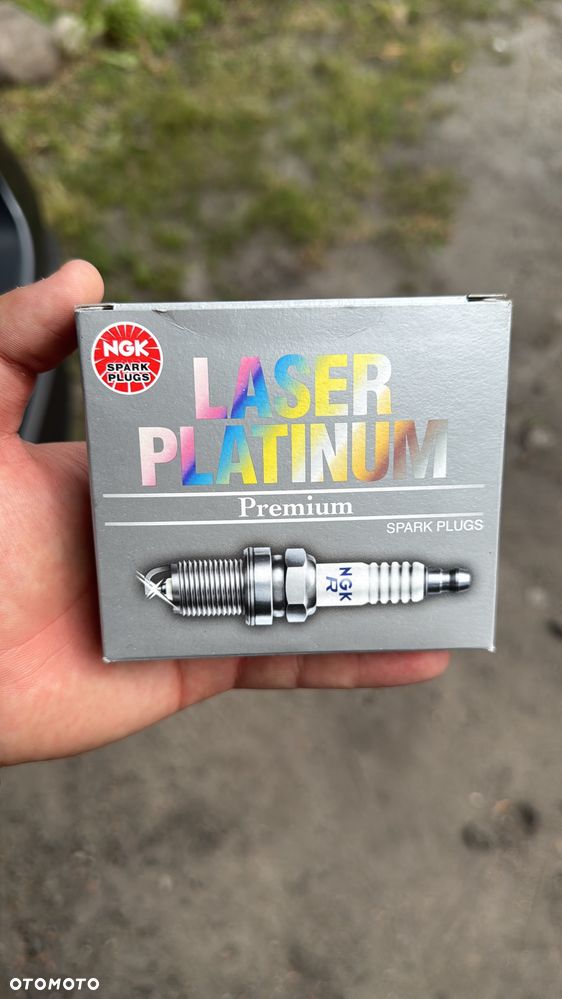 NGK
SPARK
PLUGS
LASER
PLATINUM
Premium
SPARK PLUGS
NGK
R
OTOMOTO